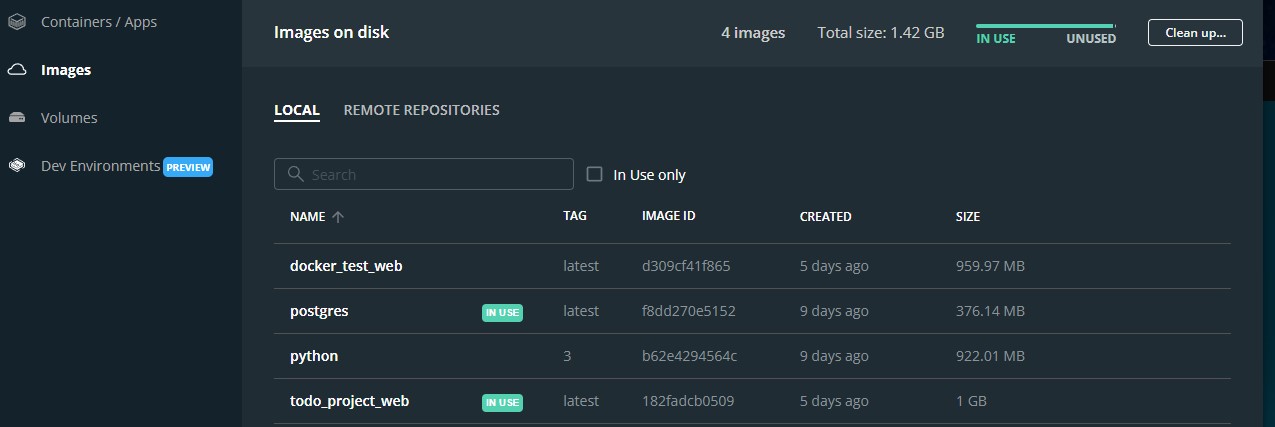 Containers / Apps
Images
Volumes
Dev Environments PREVIEW
Images on disk
4 images
Total size: 1.42 GB
IN USE
UNUSED
Clean up...
LOCAL
REMOTE REPOSITORIES
Search
In Use only
NAME TAG IMAGE ID CREATED SIZE
docker_test_web latest d309cf41f865 5 days ago 959.97 MB
postgres IN USE latest f8dd270e5152 9 days ago 376.14 MB
python 3 b62e4294564c 9 days ago 922.01 MB
todo_project_web IN USE latest 182fadcb0509 5 days ago 1 GB